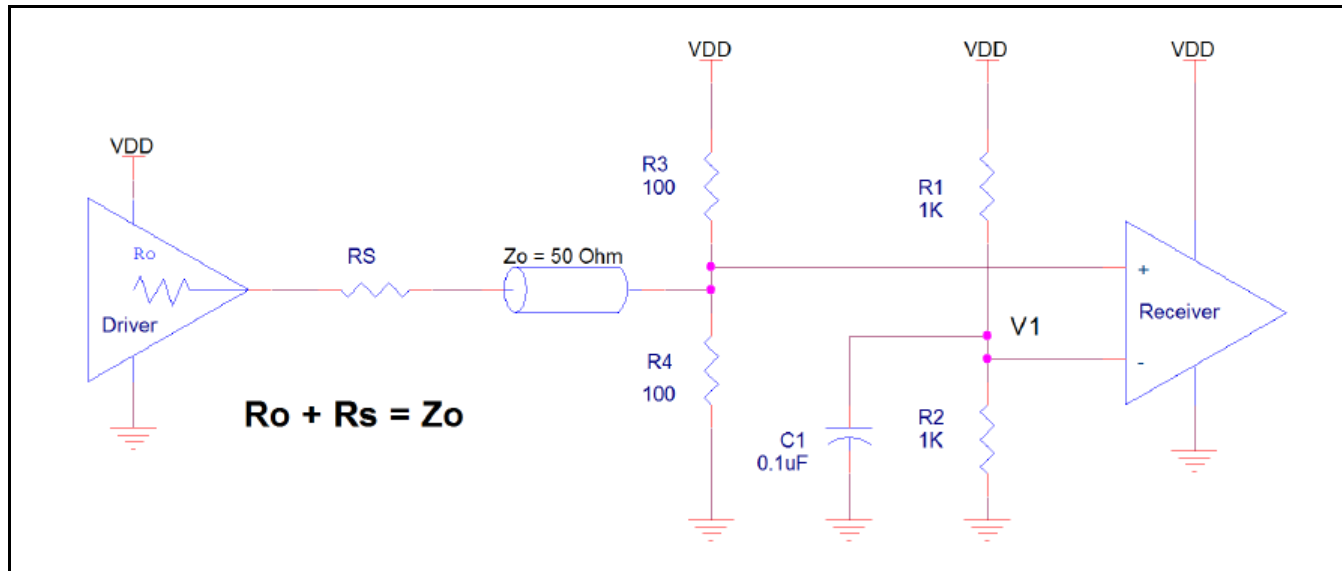 VDD
VDD
VDD
VDD
R3
100
R1
1K
Ro
RS
Zo = 50 Ohm
+
Driver
Receiver
V1
R4
100
-
Ro + Rs = Zo
R2
1K
C1
0.1uF